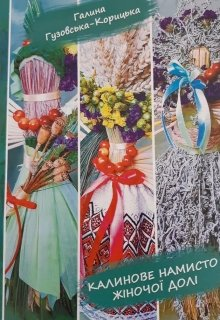 Галина
Гузовська-Корицька
КАЛИНОВЕ НАМИСТО
ЖІНОЧОЇ ДОЛІ